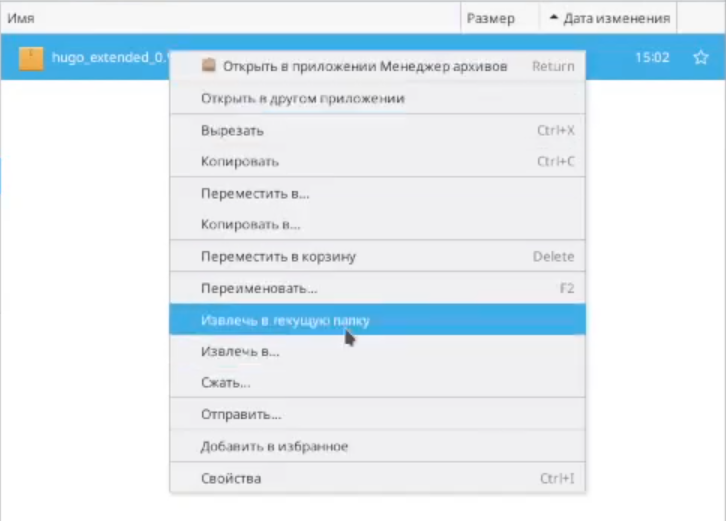 Имя Размер Дата изменения
hugo_extended_0. 15:02
Открыть в приложении Менеджер архивов Return
Открыть в другом приложении
Вырезать Ctrl+X
Копировать Ctrl+C
Переместить в...
Копировать в...
Переместить в корзину Delete
Переименовать... F2
Извлечь в текущую папку
Извлечь в...
Сжать...
Отправить...
Добавить в избранное
Свойства Ctrl+I